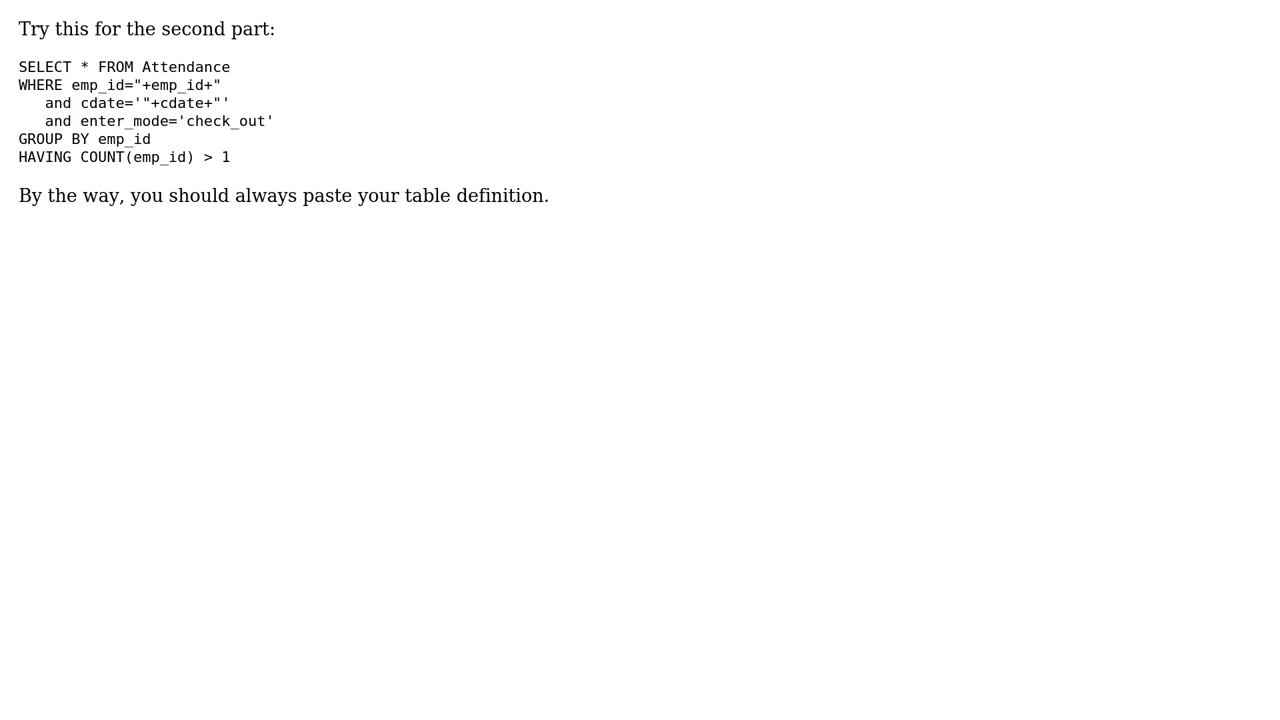 Try this for the second part:
SELECT * FROM Attendance
WHERE emp_id="+emp_id+"
   and cdate='"+cdate+"'
   and enter_mode='check_out'
GROUP BY emp_id
HAVING COUNT(emp_id) > 1
By the way, you should always paste your table definition.